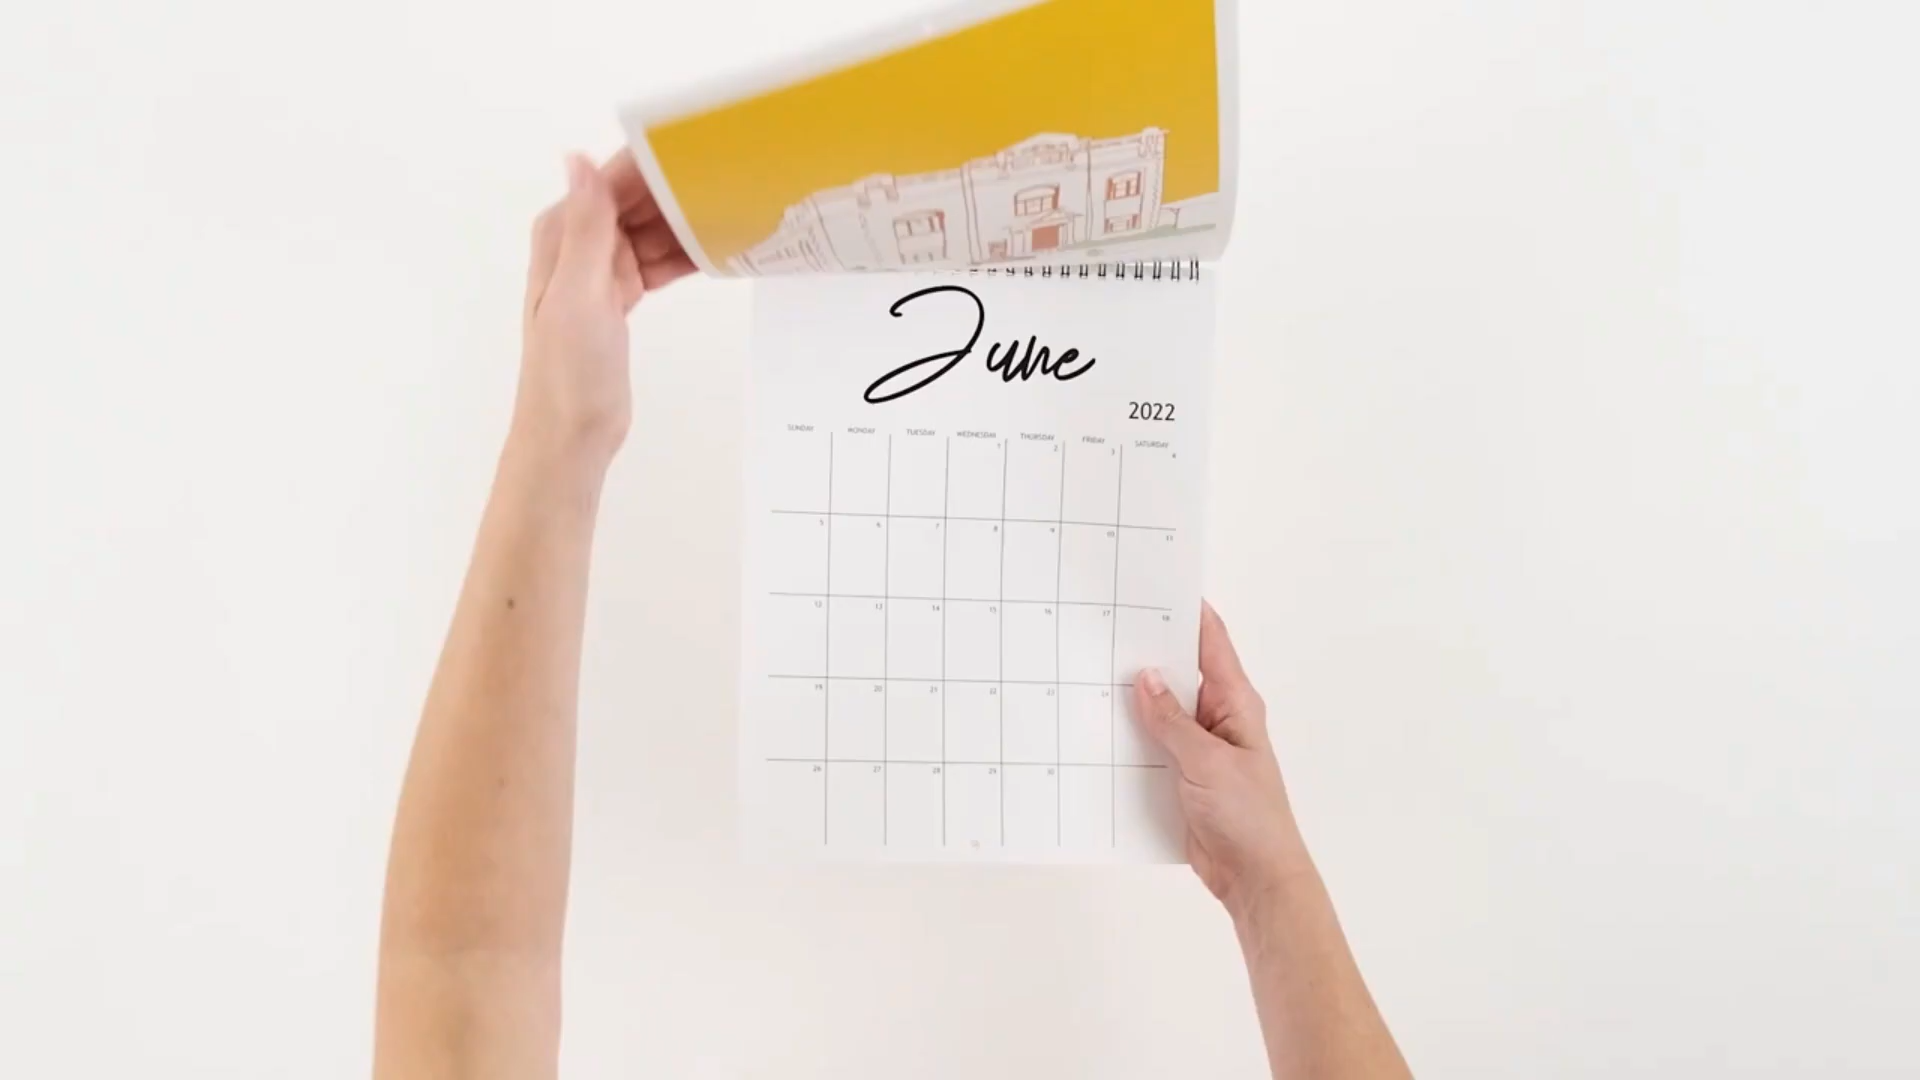 June
2022
SUNDAY MONDAY TUESDAY WEDNESDAY THURSDAY FRIDAY SATURDAY
1 2 3 4
5 6 7 8 9 10 11
12 13 14 15 16 17 18
19 20 21 22 23 24
26 27 28 29 30